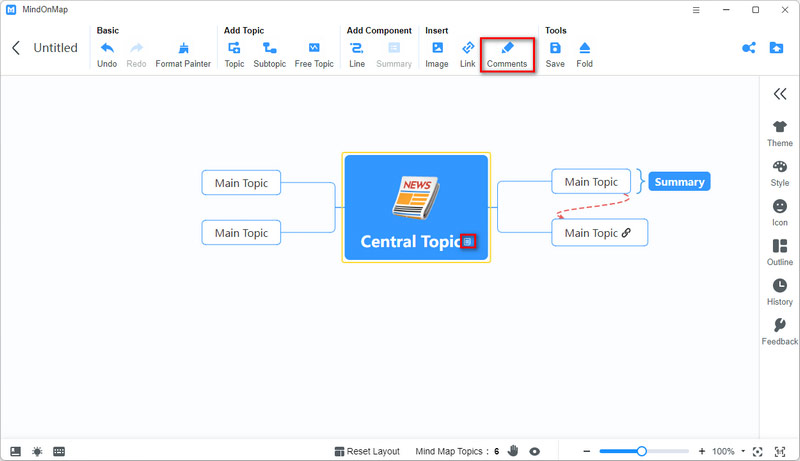 MindOnMap
Untitled
Basic
Add Topic
Add Component
Insert
Tools
Undo
Redo
Format Painter
Topic
Subtopic
Free Topic
Line
Summary
Image
Link
Comments
Save
Fold
Main Topic
Main Topic
NEWS
Central Topic
Main Topic
Summary
Main Topic
Theme
Style
Icon
Outline
History
Feedback
Reset Layout
Mind Map Topics : 6
100%